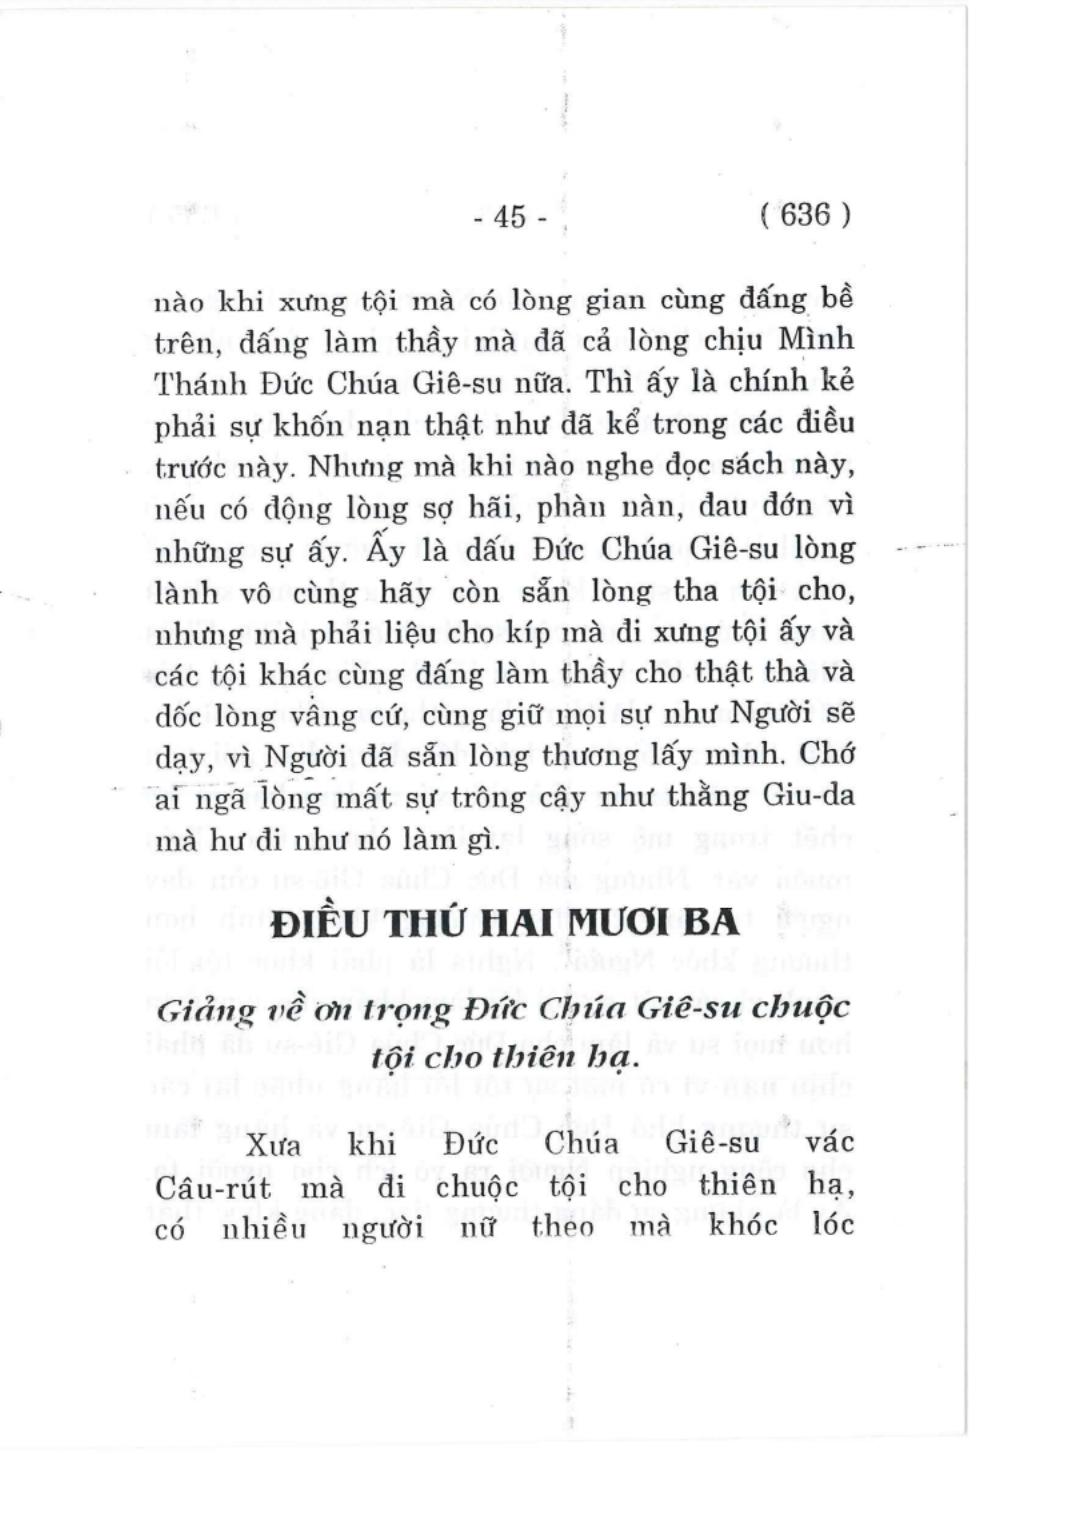 - 45 -
( 636 )
nào khi xưng tội mà có lòng gian cùng đấng bề
trên, đấng làm thầy mà đã cả lòng chịu Mình
Thánh Đức Chúa Giê-su nữa. Thì ấy là chính kẻ
phải sự khốn nạn thật như đã kể trong các điều
trước này. Nhưng mà khi nào nghe đọc sách này,
nếu có động lòng sợ hãi, phàn nàn, đau đớn vì
những sự ấy. Ấy là dấu Đức Chúa Giê-su lòng
lành vô cùng hãy còn sẵn lòng tha tội cho,
nhưng mà phải liệu cho kíp mà đi xưng tội ấy và
các tội khác cùng đấng làm thầy cho thật thà và
dốc lòng vâng cứ, cùng giữ mọi sự như Người sẽ
dạy, vì Người đã sẵn lòng thương lấy mình. Chớ
ai ngã lòng mất sự trông cậy như thằng Giu-da
mà hư đi như nó làm gì.
ĐIỀU THỨ HAI MƯƠI BA
Giảng về ơn trọng Đức Chúa Giê-su chuộc
tội cho thiên hạ.
Xưa khi Đức Chúa Giê-su vác
Câu-rút mà đi chuộc tội cho thiên hạ,
có nhiều người nữ theo mà khóc lóc